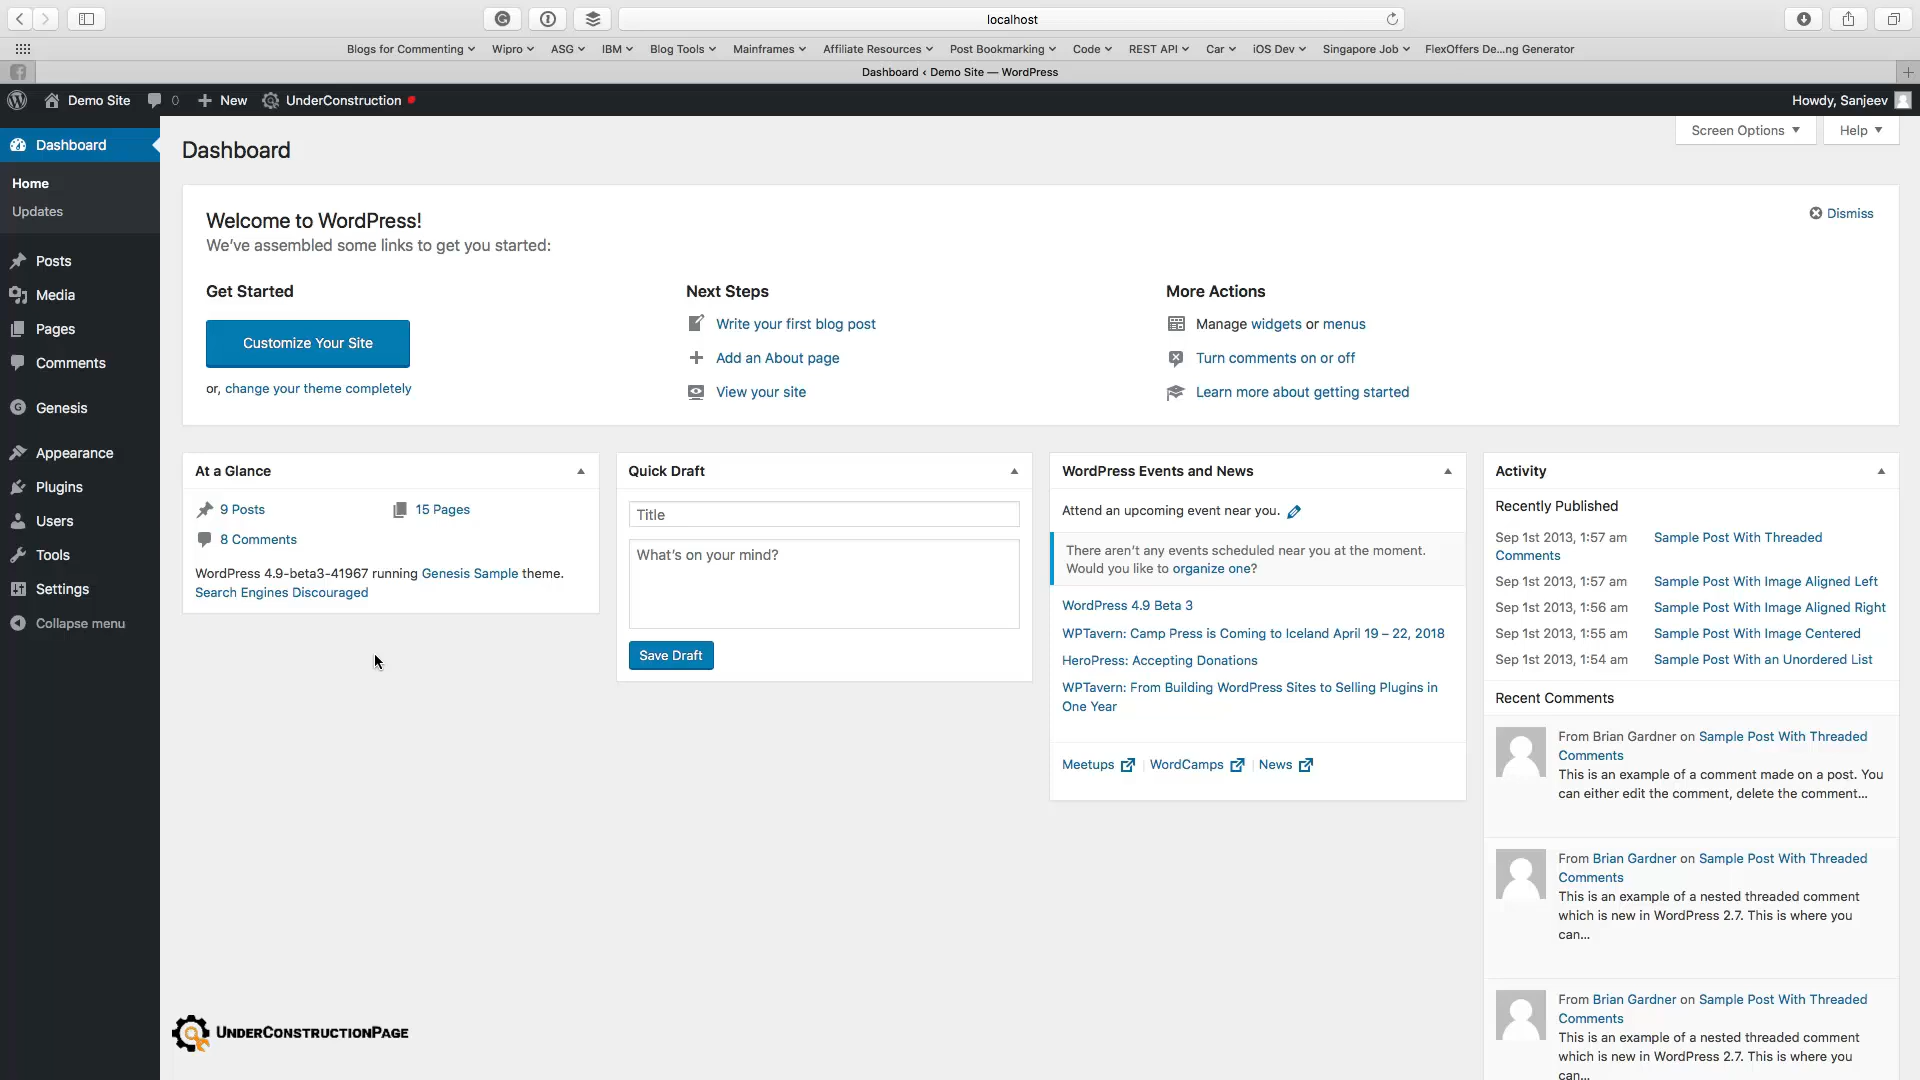 localhost
Blogs for Commenting Wipro ASG IBM Blog Tools Mainframes Affiliate Resources Post Bookmarking Code REST API Car iOS Dev Singapore Job FlexOffers De...ng Generator
Dashboard ‹ Demo Site — WordPress
Demo Site 0 New UnderConstruction Howdy, Sanjeev
Screen Options Help
Dashboard
Home
Updates
Posts
Media
Pages
Comments
Genesis
Appearance
Plugins
Users
Tools
Settings
Collapse menu
Dashboard
Welcome to WordPress!
We've assembled some links to get you started:
Dismiss
Get Started
Customize Your Site
or, change your theme completely
Next Steps
Write your first blog post
Add an About page
View your site
More Actions
Manage widgets or menus
Turn comments on or off
Learn more about getting started
At a Glance
9 Posts 15 Pages
8 Comments
WordPress 4.9-beta3-41967 running Genesis Sample theme.
Search Engines Discouraged
Quick Draft
Title
What's on your mind?
Save Draft
WordPress Events and News
Attend an upcoming event near you.
There aren't any events scheduled near you at the moment.
Would you like to organize one?
WordPress 4.9 Beta 3
WPTavern: Camp Press is Coming to Iceland April 19 – 22, 2018
HeroPress: Accepting Donations
WPTavern: From Building WordPress Sites to Selling Plugins in
One Year
Meetups | WordCamps | News
Activity
Recently Published
Sep 1st 2013, 1:57 am Sample Post With Threaded
Comments
Sep 1st 2013, 1:57 am Sample Post With Image Aligned Left
Sep 1st 2013, 1:56 am Sample Post With Image Aligned Right
Sep 1st 2013, 1:55 am Sample Post With Image Centered
Sep 1st 2013, 1:54 am Sample Post With an Unordered List
Recent Comments
From Brian Gardner on Sample Post With Threaded
Comments
This is an example of a comment made on a post. You
can either edit the comment, delete the comment...
From Brian Gardner on Sample Post With Threaded
Comments
This is an example of a nested threaded comment
which is new in WordPress 2.7. This is where you
can...
From Brian Gardner on Sample Post With Threaded
Comments
This is an example of a nested threaded comment
which is new in WordPress 2.7. This is where you
can...
UNDERCONSTRUCTIONPAGE